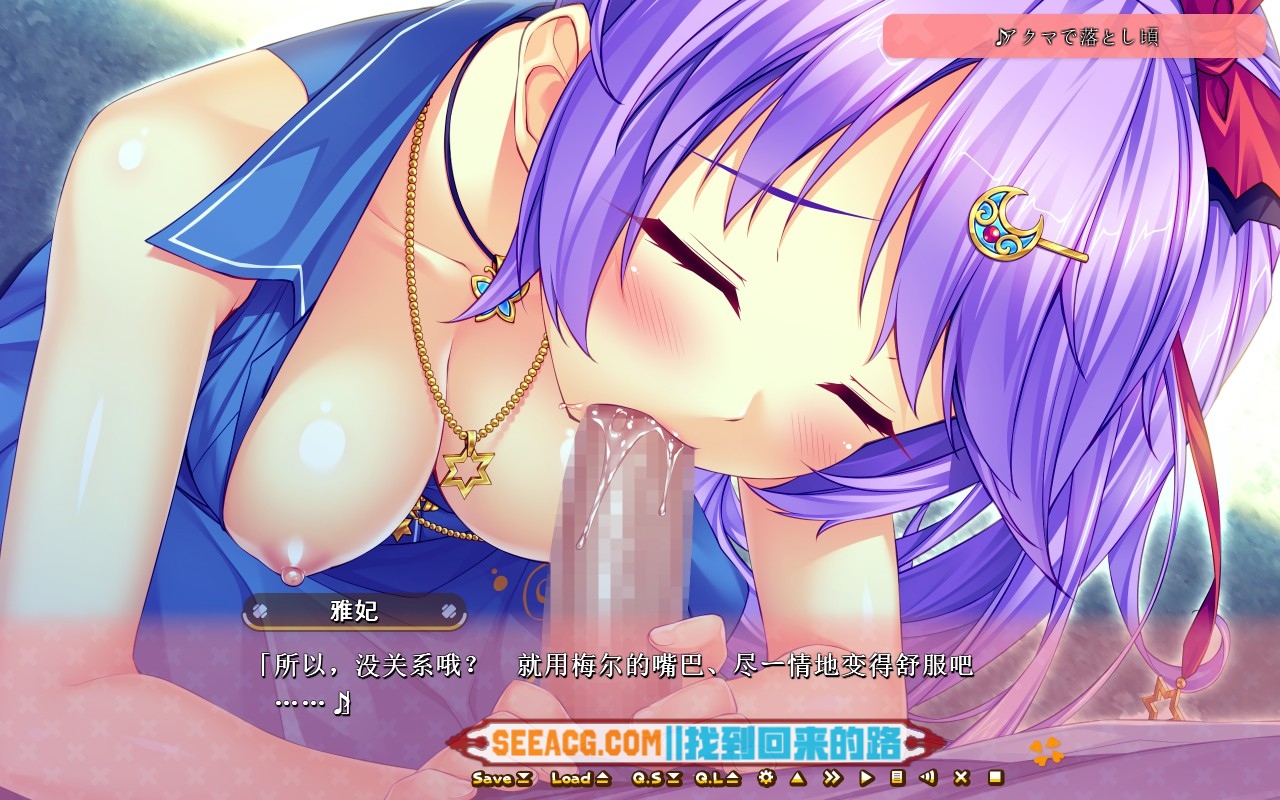 ♪アクマで落とし頃
雅妃
「所以，没关系哦？　就用梅尔的嘴巴、尽一情地变得舒服吧
……♪」
SEEACG.COM||找到回来的路
Save Load Q.S Q.L